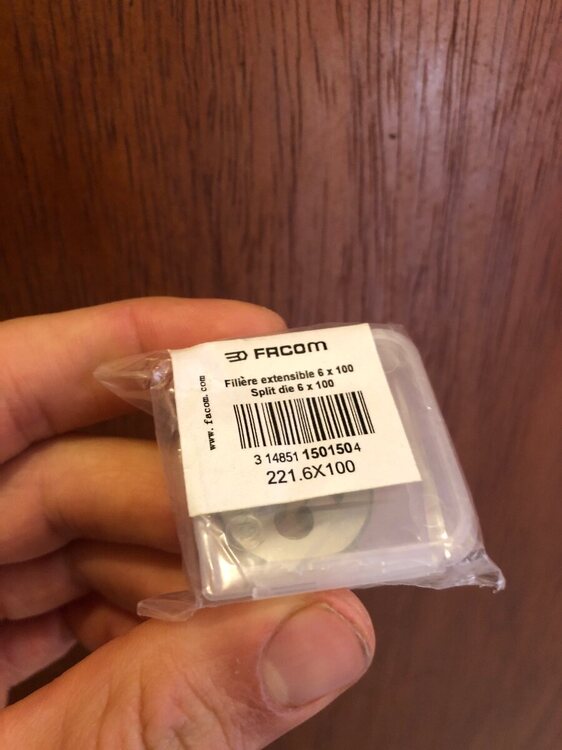 FACOM
Filière extensible 6 x 100
Split die 6 x 100
www.facom.com
3 14851 150150 4
221.6X100